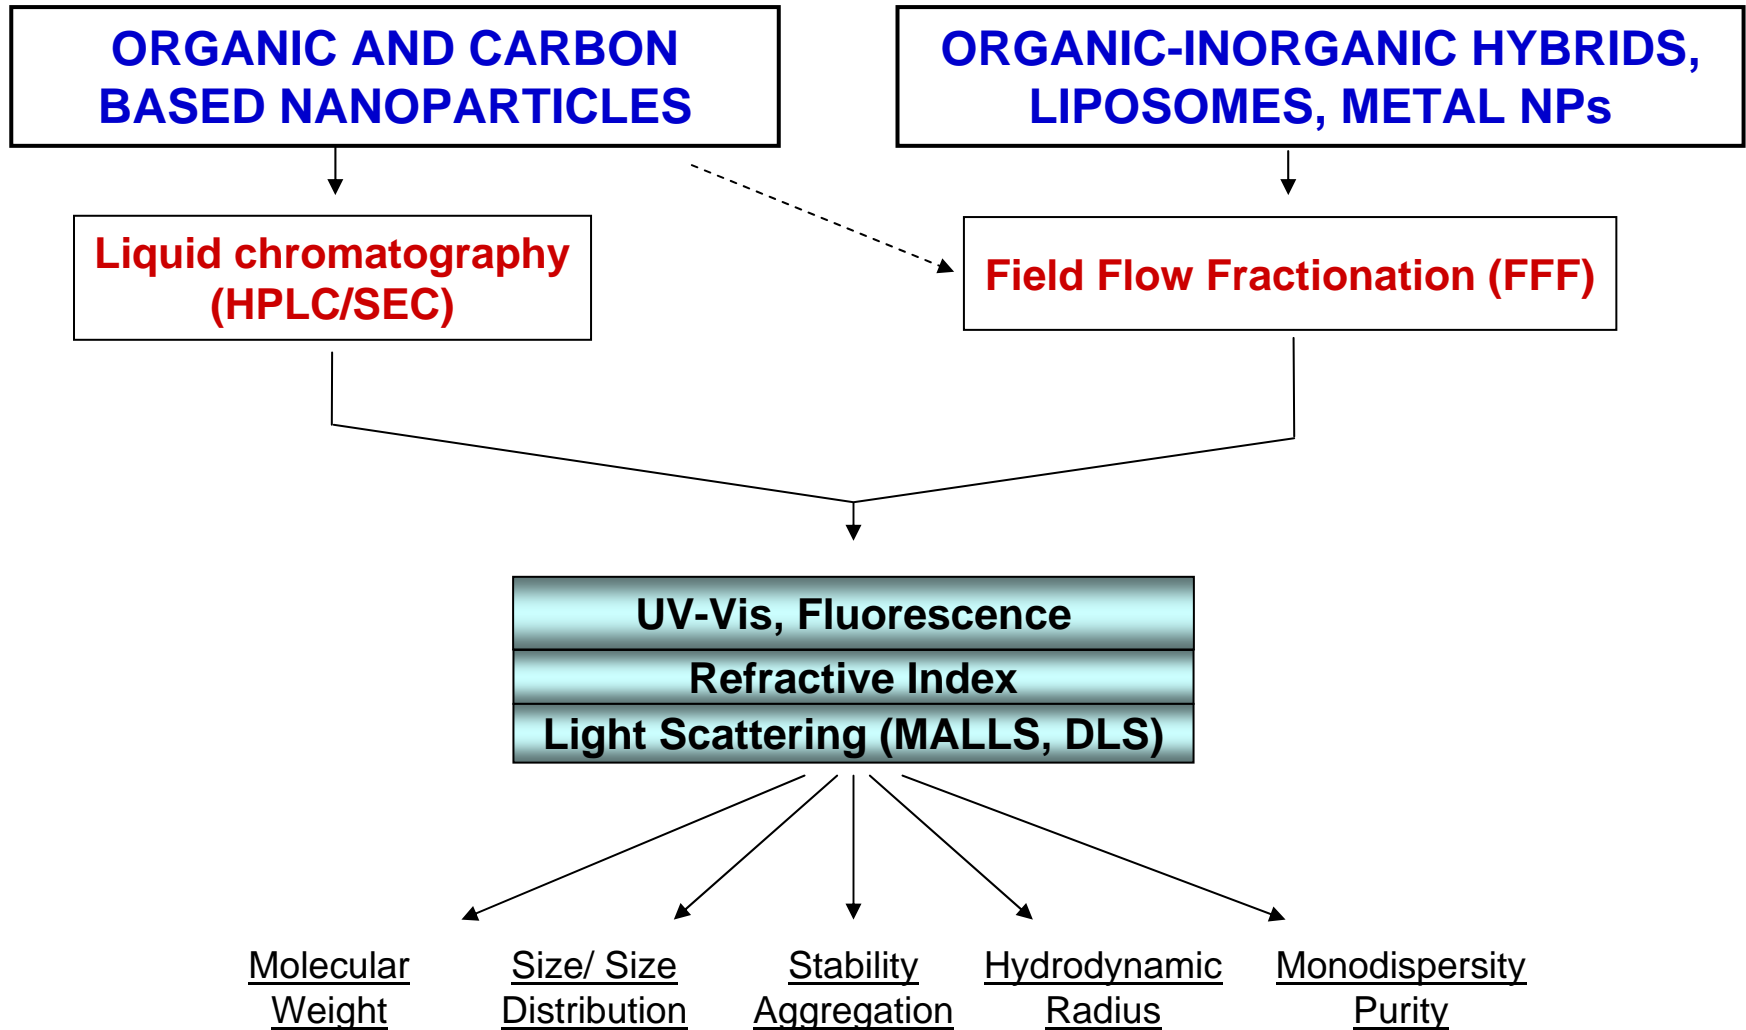 ORGANIC AND CARBON
BASED NANOPARTICLES
ORGANIC-INORGANIC HYBRIDS,
LIPOSOMES, METAL NPs
Liquid chromatography
(HPLC/SEC)
Field Flow Fractionation (FFF)
UV-Vis, Fluorescence
Refractive Index
Light Scattering (MALLS, DLS)
Molecular
Weight
Size/ Size
Distribution
Stability
Aggregation
Hydrodynamic
Radius
Monodispersity
Purity